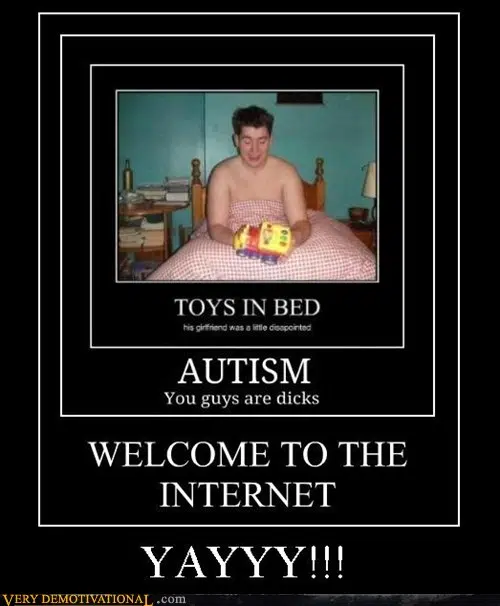 TOYS IN BED
his girlfriend was a little disappointed
AUTISM
You guys are dicks
WELCOME TO THE
INTERNET
YAYYY!!!
VERY DEMOTIVATIONAL .com